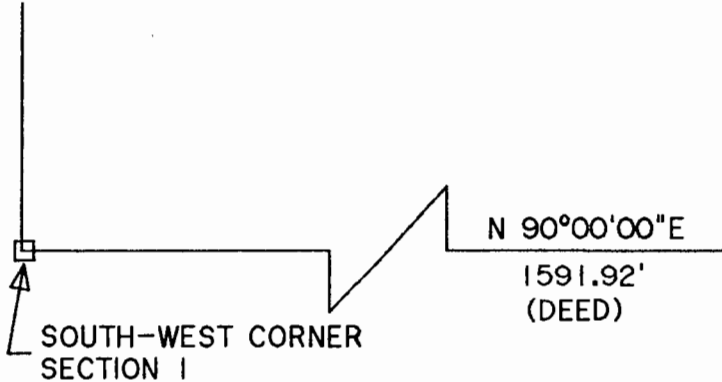 N 90°00'00"E
1591.92'
(DEED)
SOUTH-WEST CORNER
SECTION 1